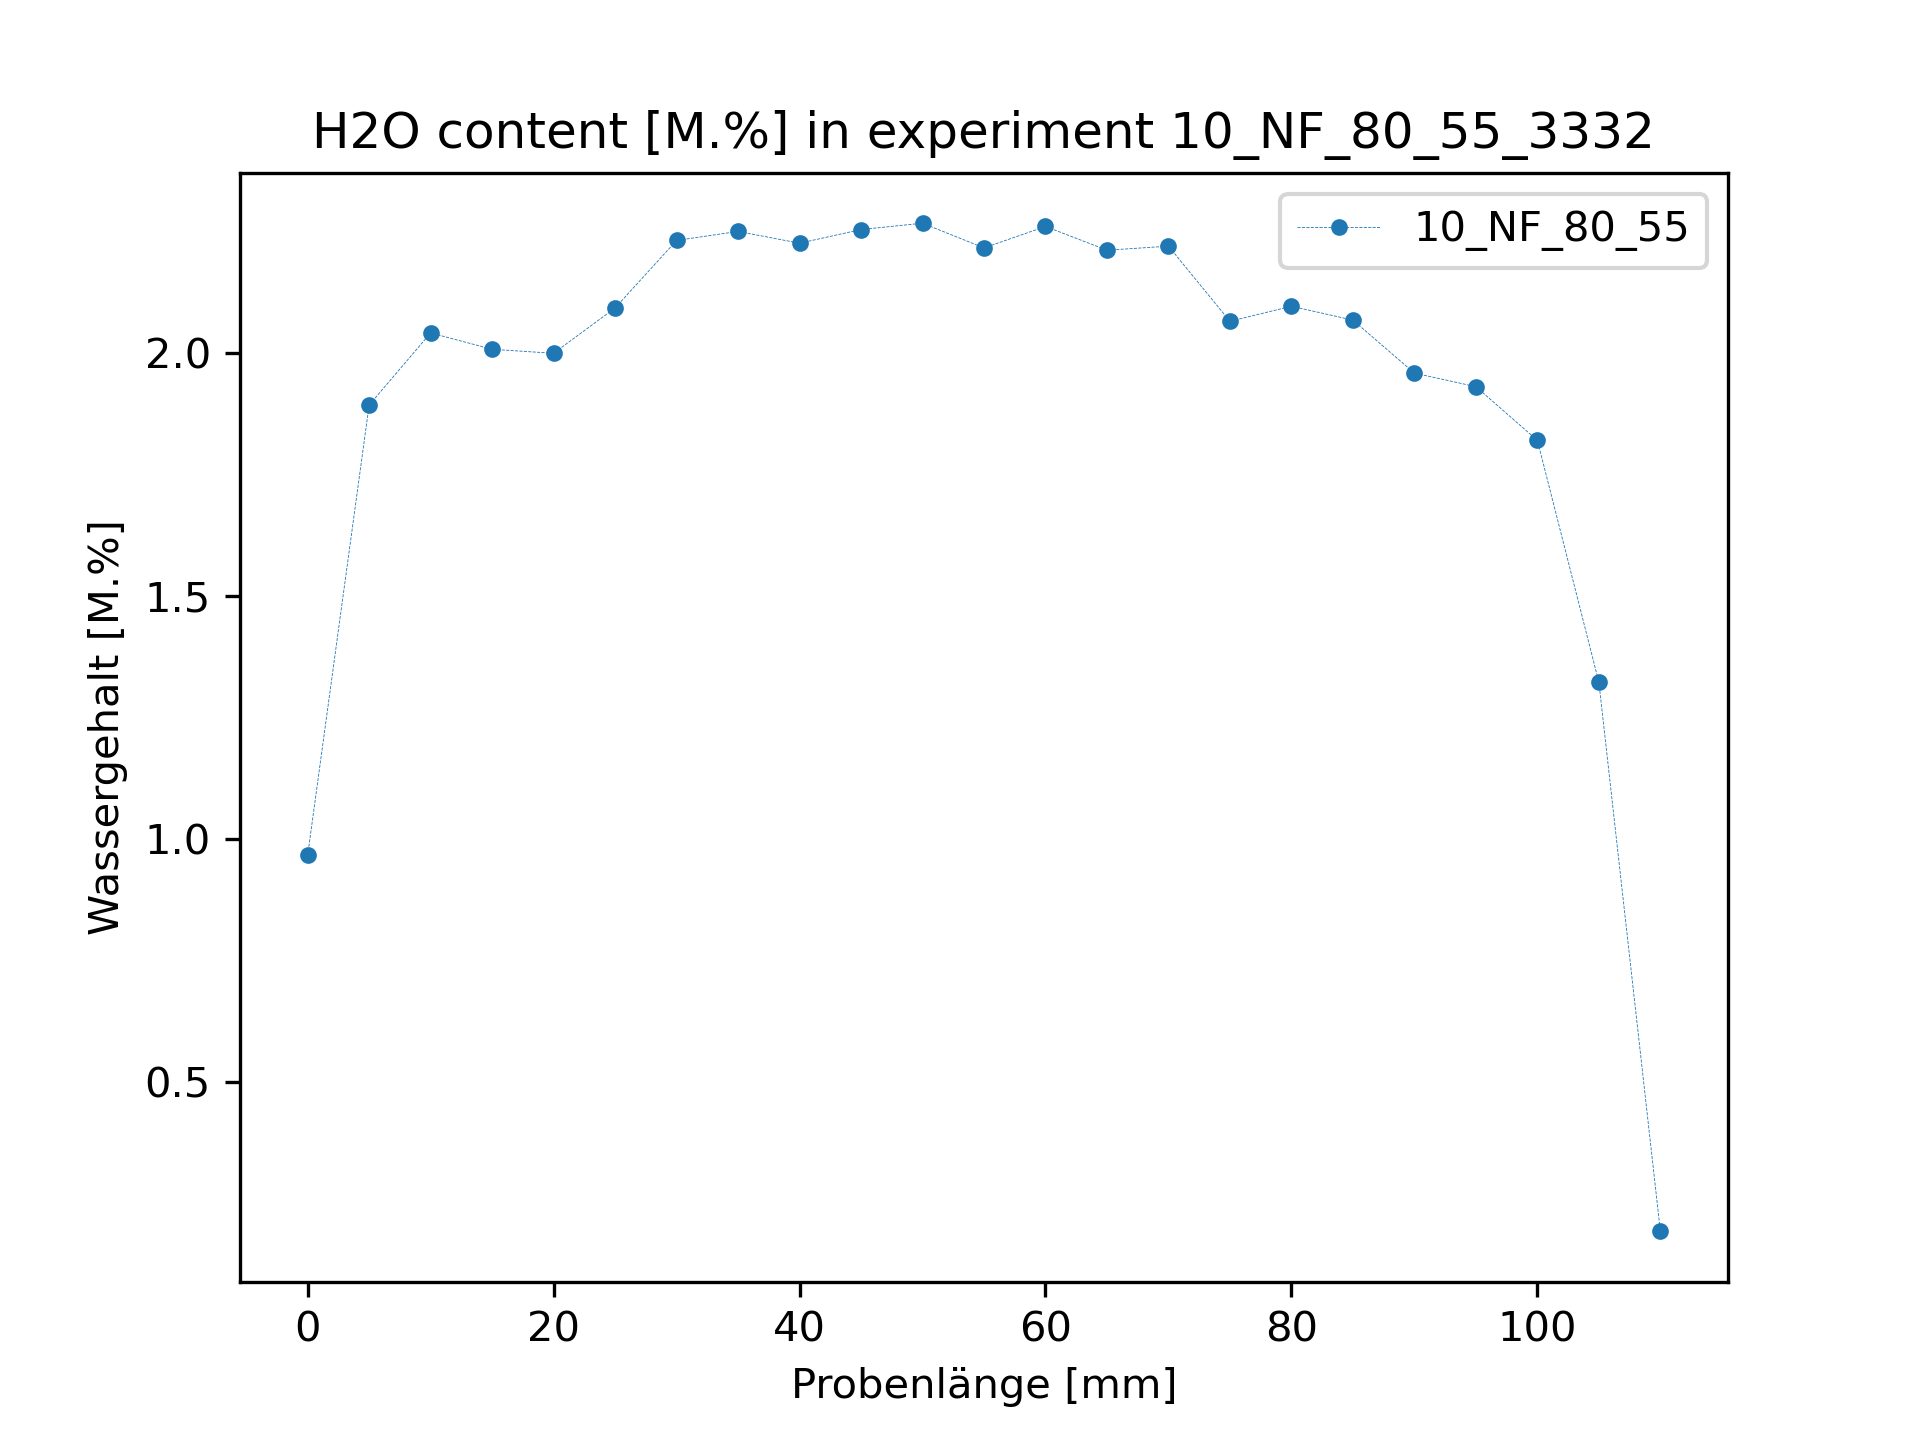 H2O content [M.%] in experiment 10_NF_80_55_3332
10_NF_80_55
2.0
1.5
1.0
0.5
Wassergehalt [M.%]
0 20 40 60 80 100
Probenlänge [mm]